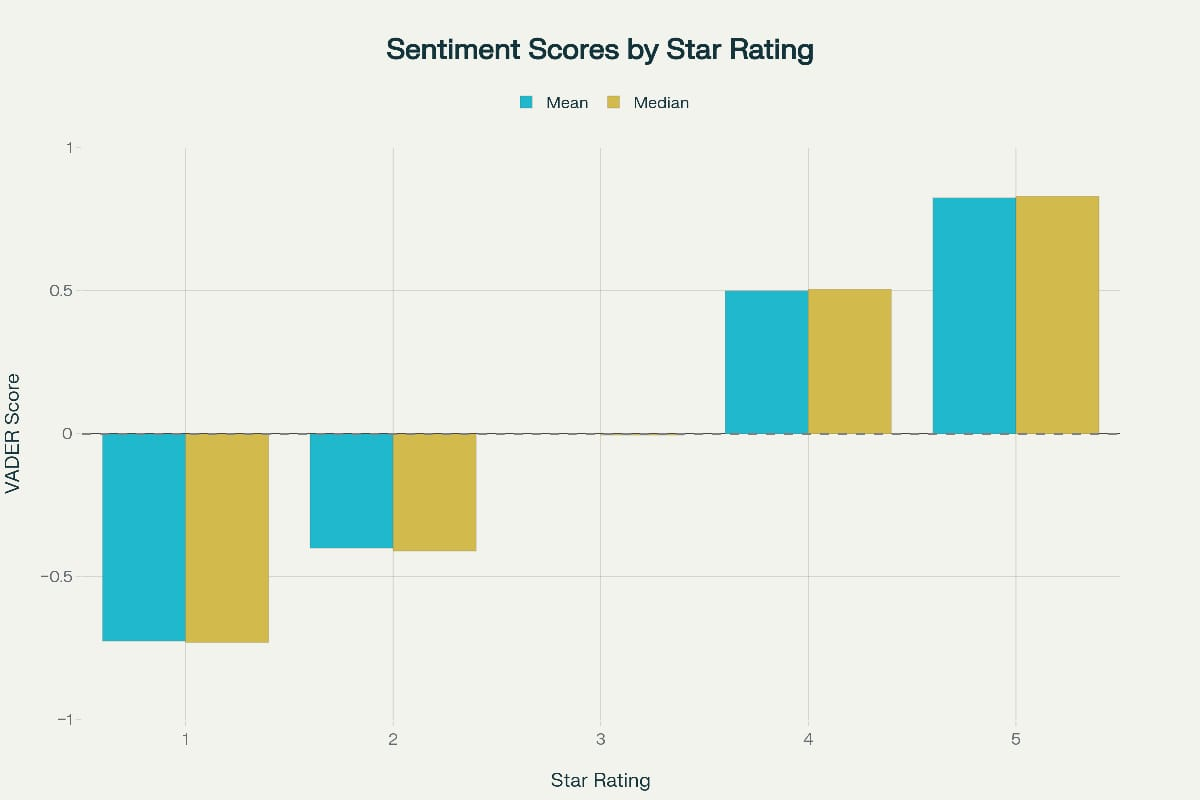 Sentiment Scores by Star Rating
Mean
Median
1
0.5
0
−0.5
−1
VADER Score
1
2
3
4
5
Star Rating